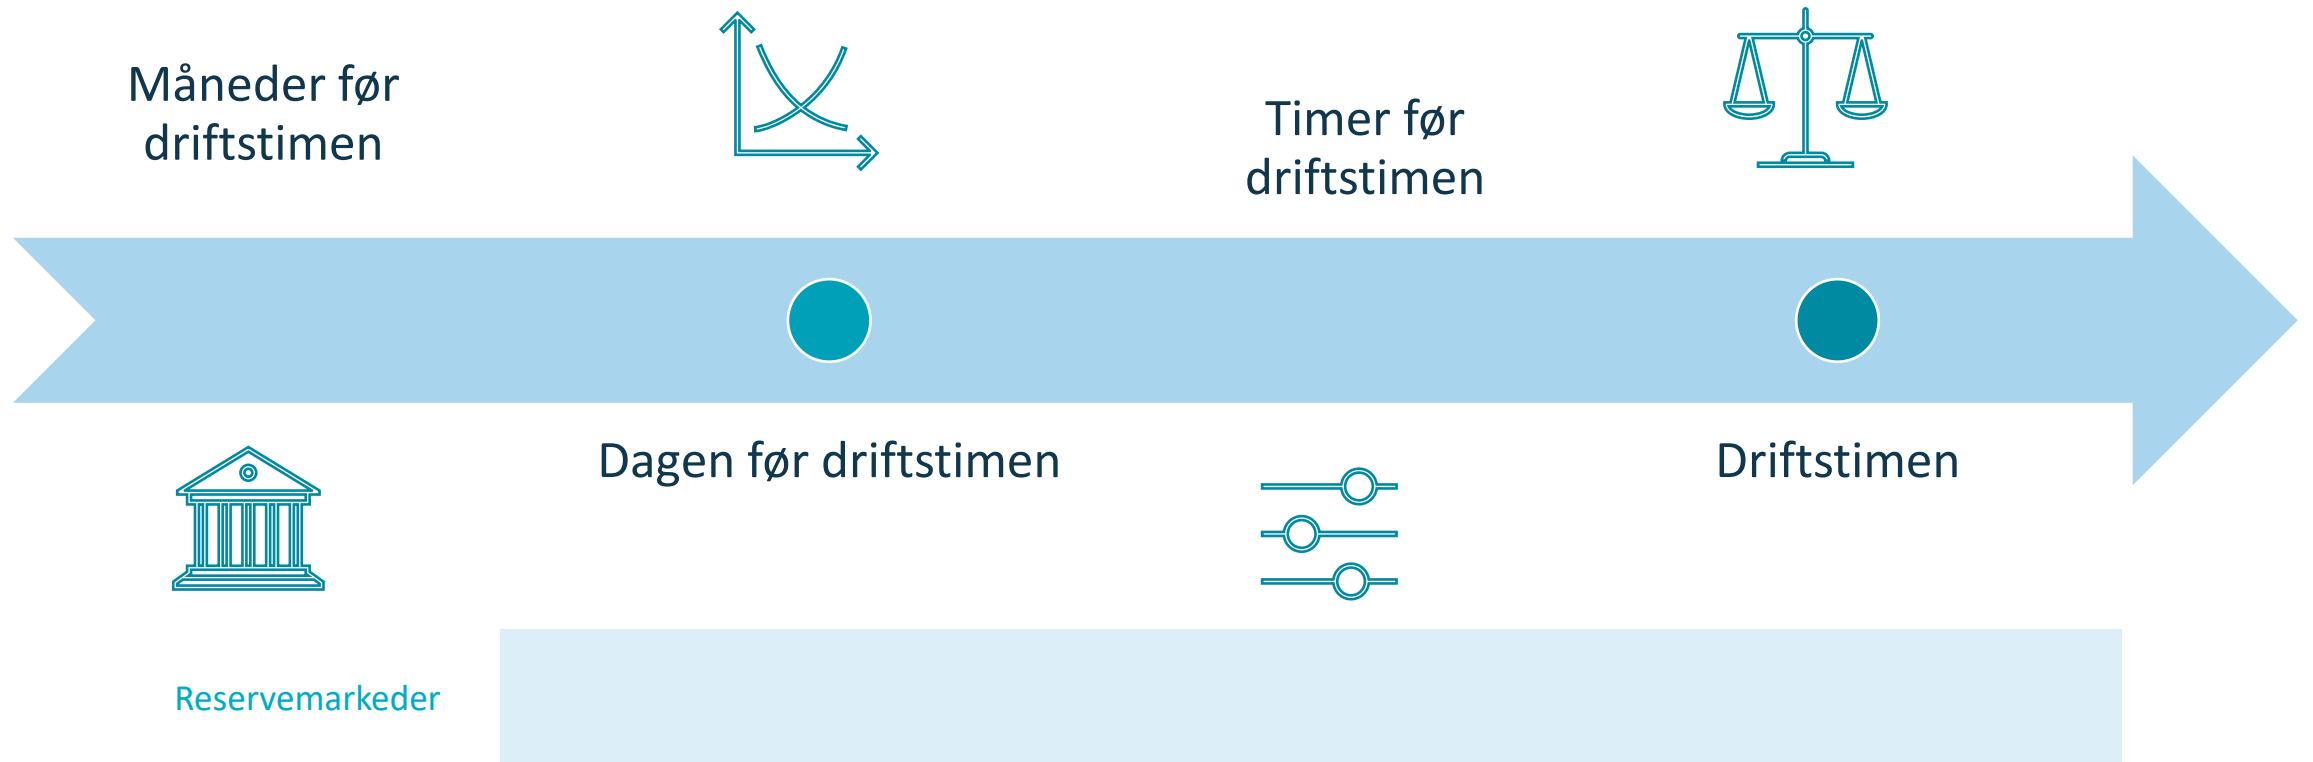 Måneder før
driftstimen
Timer før
driftstimen
Dagen før driftstimen
Driftstimen
Reservemarkeder